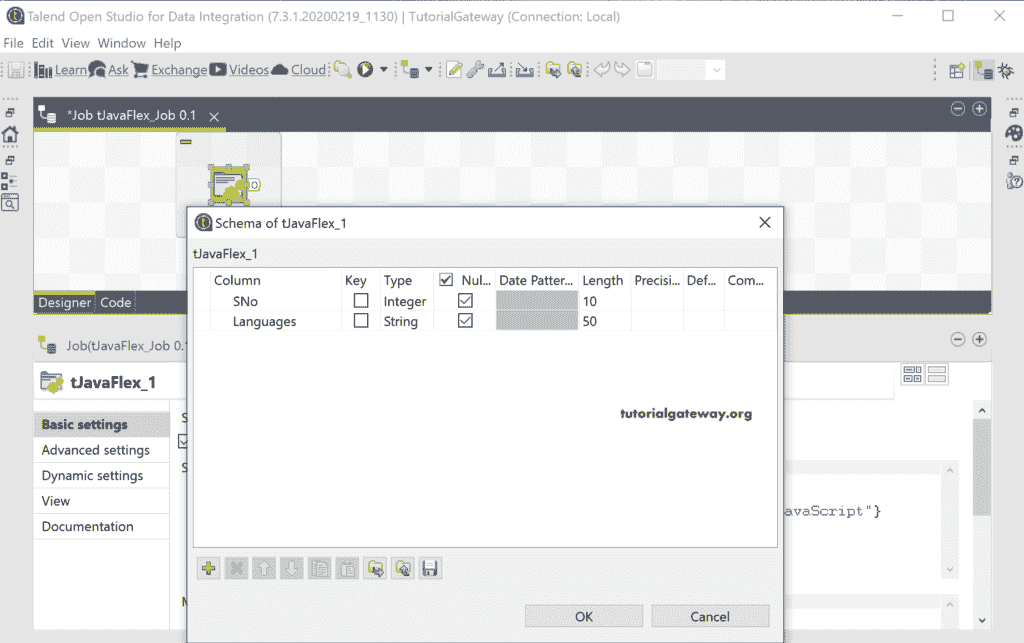 Talend Open Studio for Data Integration (7.3.1.20200219_1130) | TutorialGateway (Connection: Local)
File Edit View Window Help
Learn Ask Exchange Videos Cloud
*Job tJavaFlex_Job 0.1
Schema of tJavaFlex_1
tJavaFlex_1
Column Key Type Nul... Date Patter... Length Precisi... Def... Com...
SNo Integer 10
Languages String 50
Designer Code
Job(tJavaFlex_Job 0.1
tJavaFlex_1
tutorialgateway.org
Basic settings
Advanced settings
Dynamic settings
View
Documentation
avaScript"}
OK Cancel